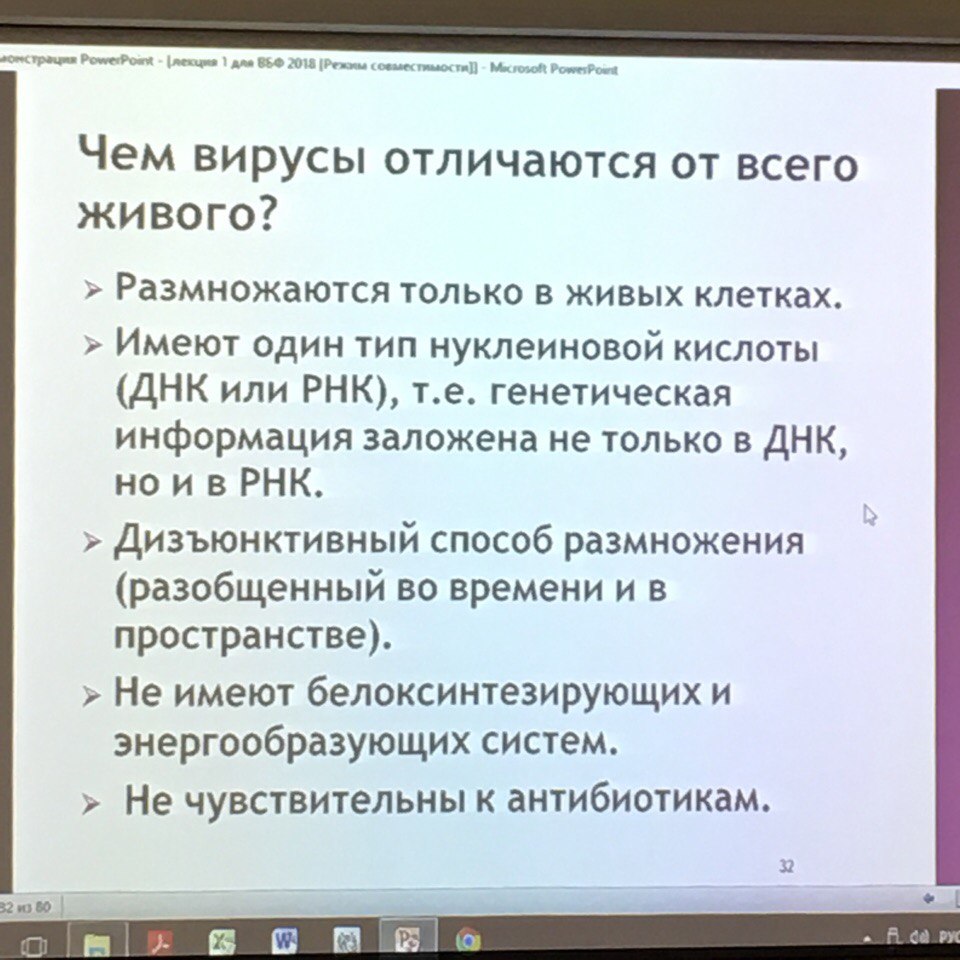 монстрация PowerPoint - [лекция 1 для ВБФ 2018 [Режим совместимости]] - Microsoft PowerPoint
Чем вирусы отличаются от всего
живого?
➢ Размножаются только в живых клетках.
➢ Имеют один тип нуклеиновой кислоты
(ДНК или РНК), т.е. генетическая
информация заложена не только в ДНК,
но и в РНК.
➢ Дизъюнктивный способ размножения
(разобщенный во времени и в
пространстве).
➢ Не имеют белоксинтезирующих и
энергообразующих систем.
➢ Не чувствительны к антибиотикам.
32
32 из 80
РУС